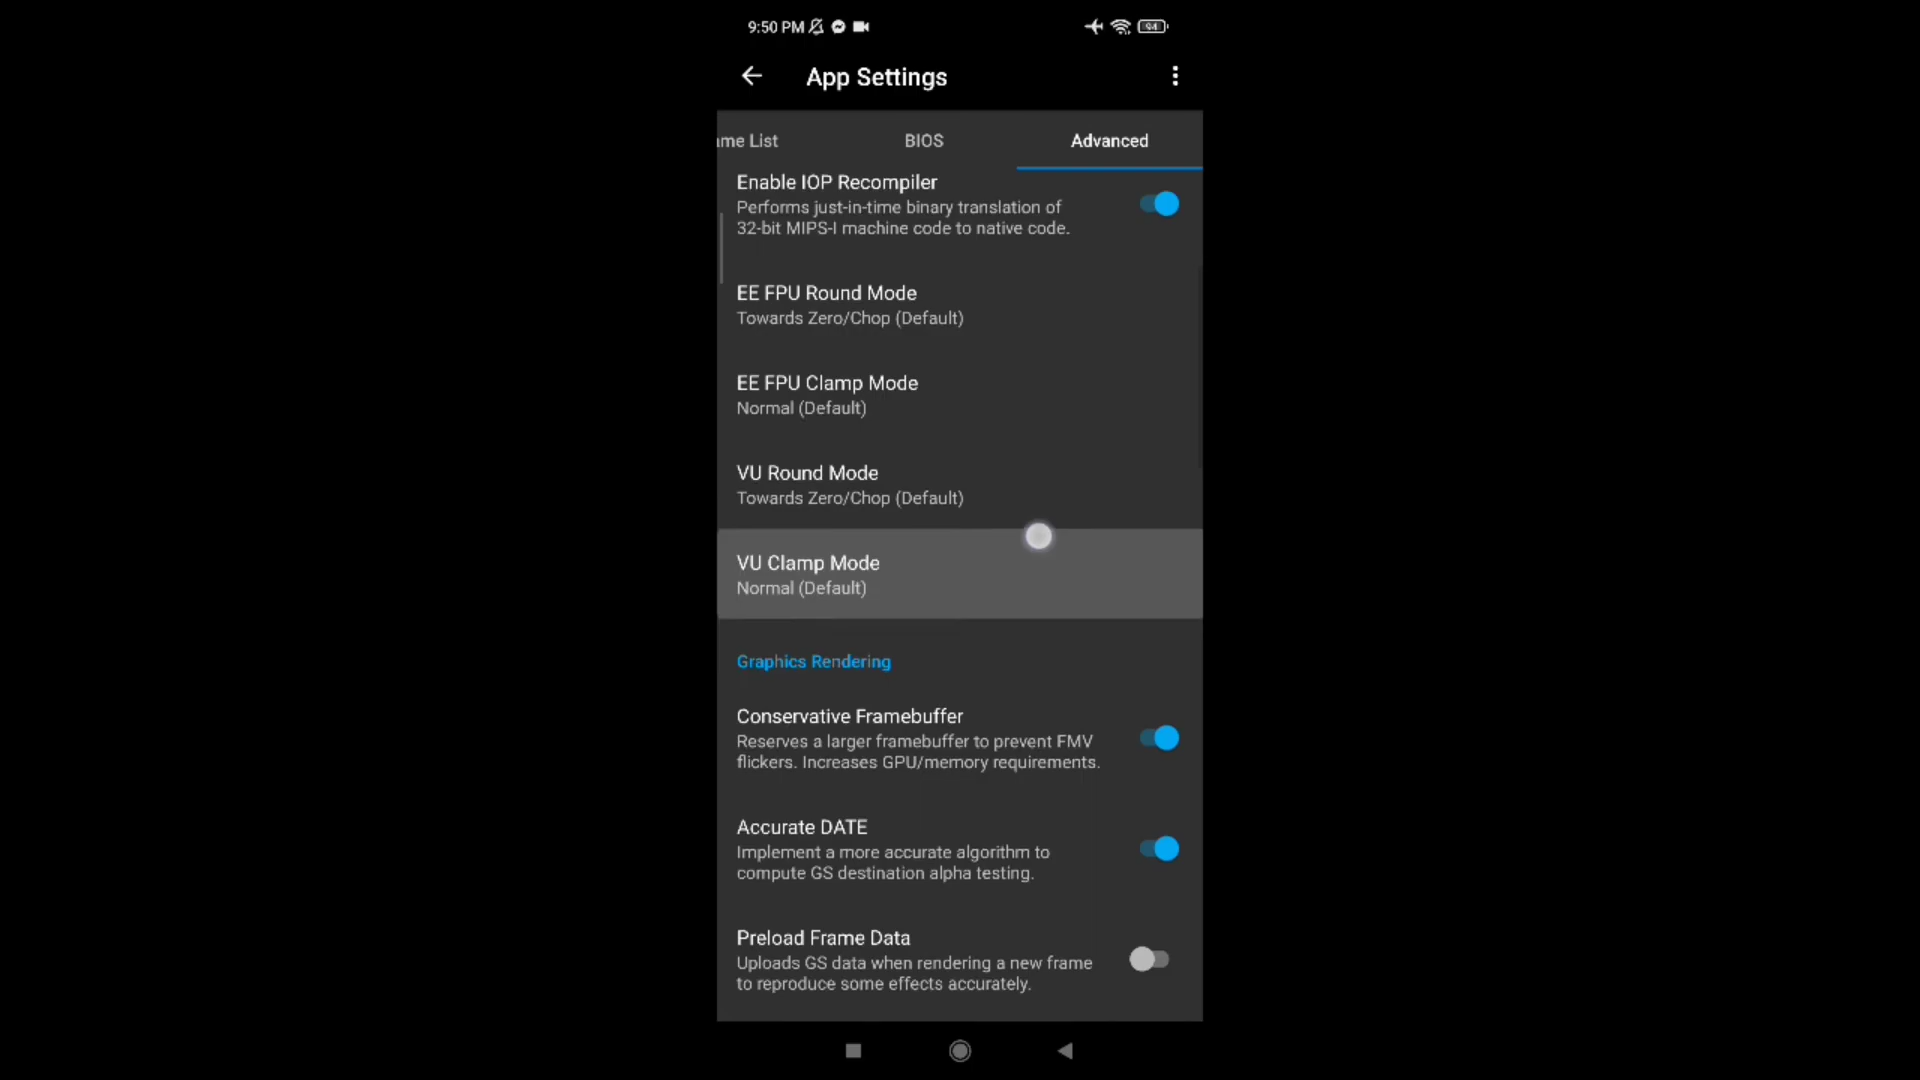 9:50 PM
94
App Settings
ame List
BIOS
Advanced
Enable IOP Recompiler
Performs just-in-time binary translation of
32-bit MIPS-I machine code to native code.
EE FPU Round Mode
Towards Zero/Chop (Default)
EE FPU Clamp Mode
Normal (Default)
VU Round Mode
Towards Zero/Chop (Default)
VU Clamp Mode
Normal (Default)
Graphics Rendering
Conservative Framebuffer
Reserves a larger framebuffer to prevent FMV
flickers. Increases GPU/memory requirements.
Accurate DATE
Implement a more accurate algorithm to
compute GS destination alpha testing.
Preload Frame Data
Uploads GS data when rendering a new frame
to reproduce some effects accurately.